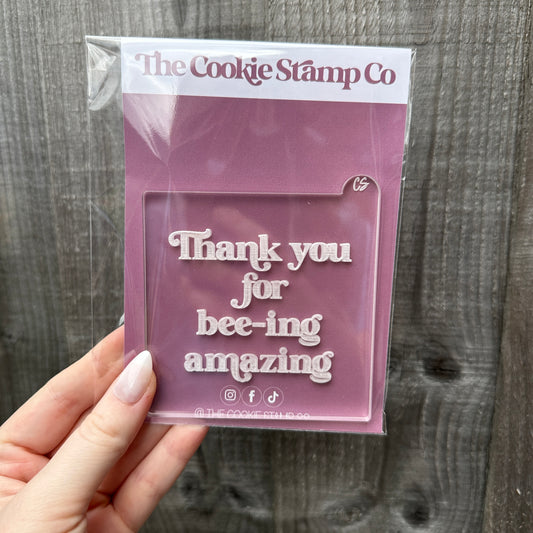 The Cookie Stamp Co
CS
Thank you
for
bee-ing
amazing
@THE COOKIE STAMP.CO